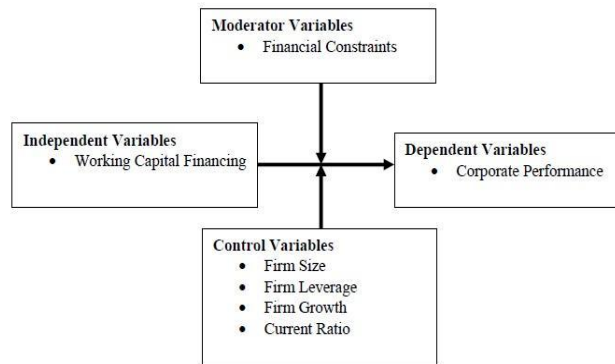 Moderator Variables
• Financial Constraints
Independent Variables
• Working Capital Financing
Dependent Variables
• Corporate Performance
Control Variables
• Firm Size
• Firm Leverage
• Firm Growth
• Current Ratio